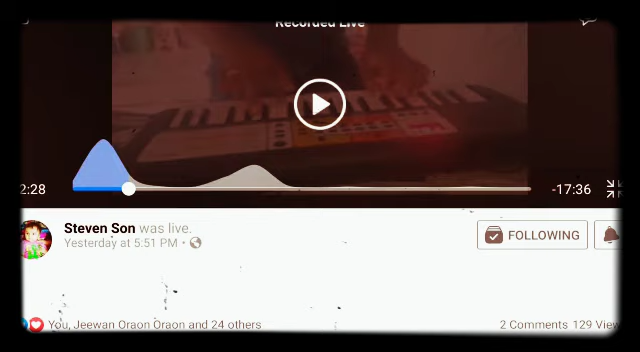 Recorded Live
2:28
-17:36
Steven Son was live.
Yesterday at 5:51 PM •
FOLLOWING
You, Jeewan Oraon Oraon and 24 others
2 Comments 129 View